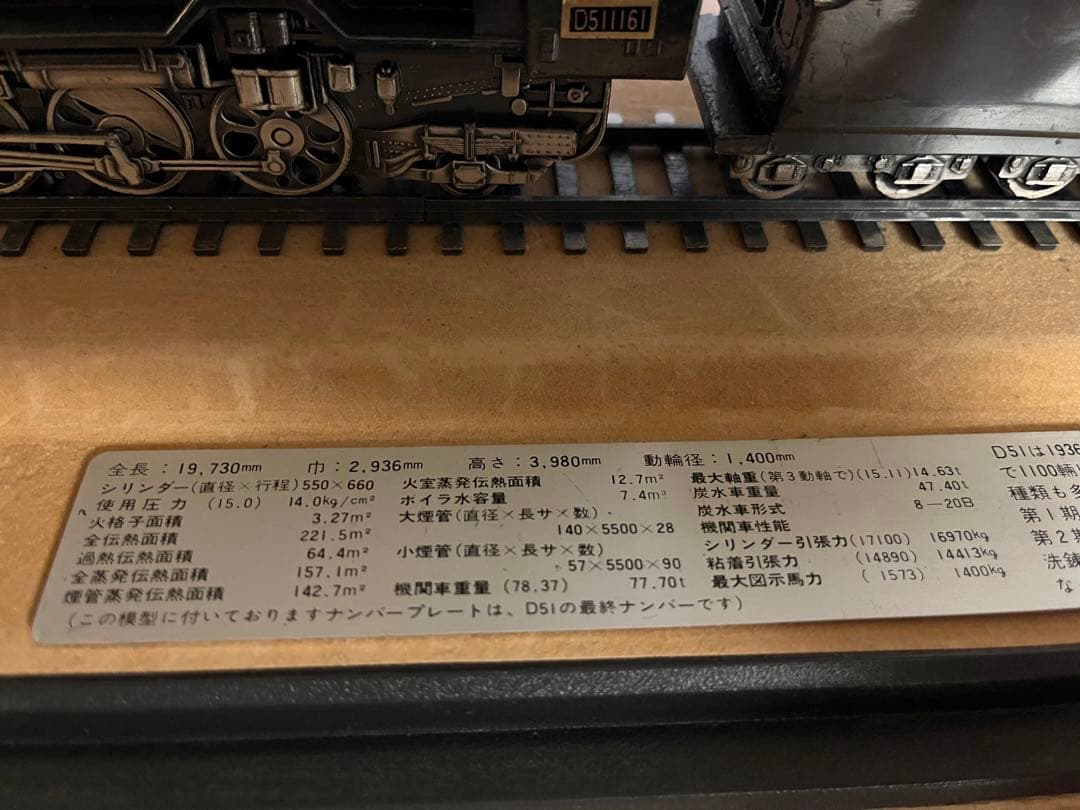 D511161
全長：19,730mm 巾：2,936mm 高さ：3,980mm 動輪径：1,400mm
シリンダー(直径×行程)550×660
使用圧力 (15.0) 14.0kg/cm²
火格子面積 3.27m²
全伝熱面積 221.5m²
過熱伝熱面積 64.4m²
全蒸発伝熱面積 157.1m²
煙管蒸発伝熱面積 142.7m²
火室蒸発伝熱面積 12.7m²
ボイラ水容量 7.4m³
大煙管(直径×長サ×数)
140×5500×28
小煙管(直径×長サ×数)
57×5500×90
機関車重量 (78.37) 77.70t
最大軸重(第3動軸で)(15.11)14.63t
炭水車重量 47.40t
炭水車形式 8—20B
機関車性能
シリンダー引張力(17100) 16970kg
粘着引張力 (14890) 14413kg
最大図示馬力 (1573) 1400kg
(この模型に付いておりますナンバープレートは、D51の最終ナンバーです)
D51は1936
で1100輌
種類も多
第1期
第2期
洗錬
な